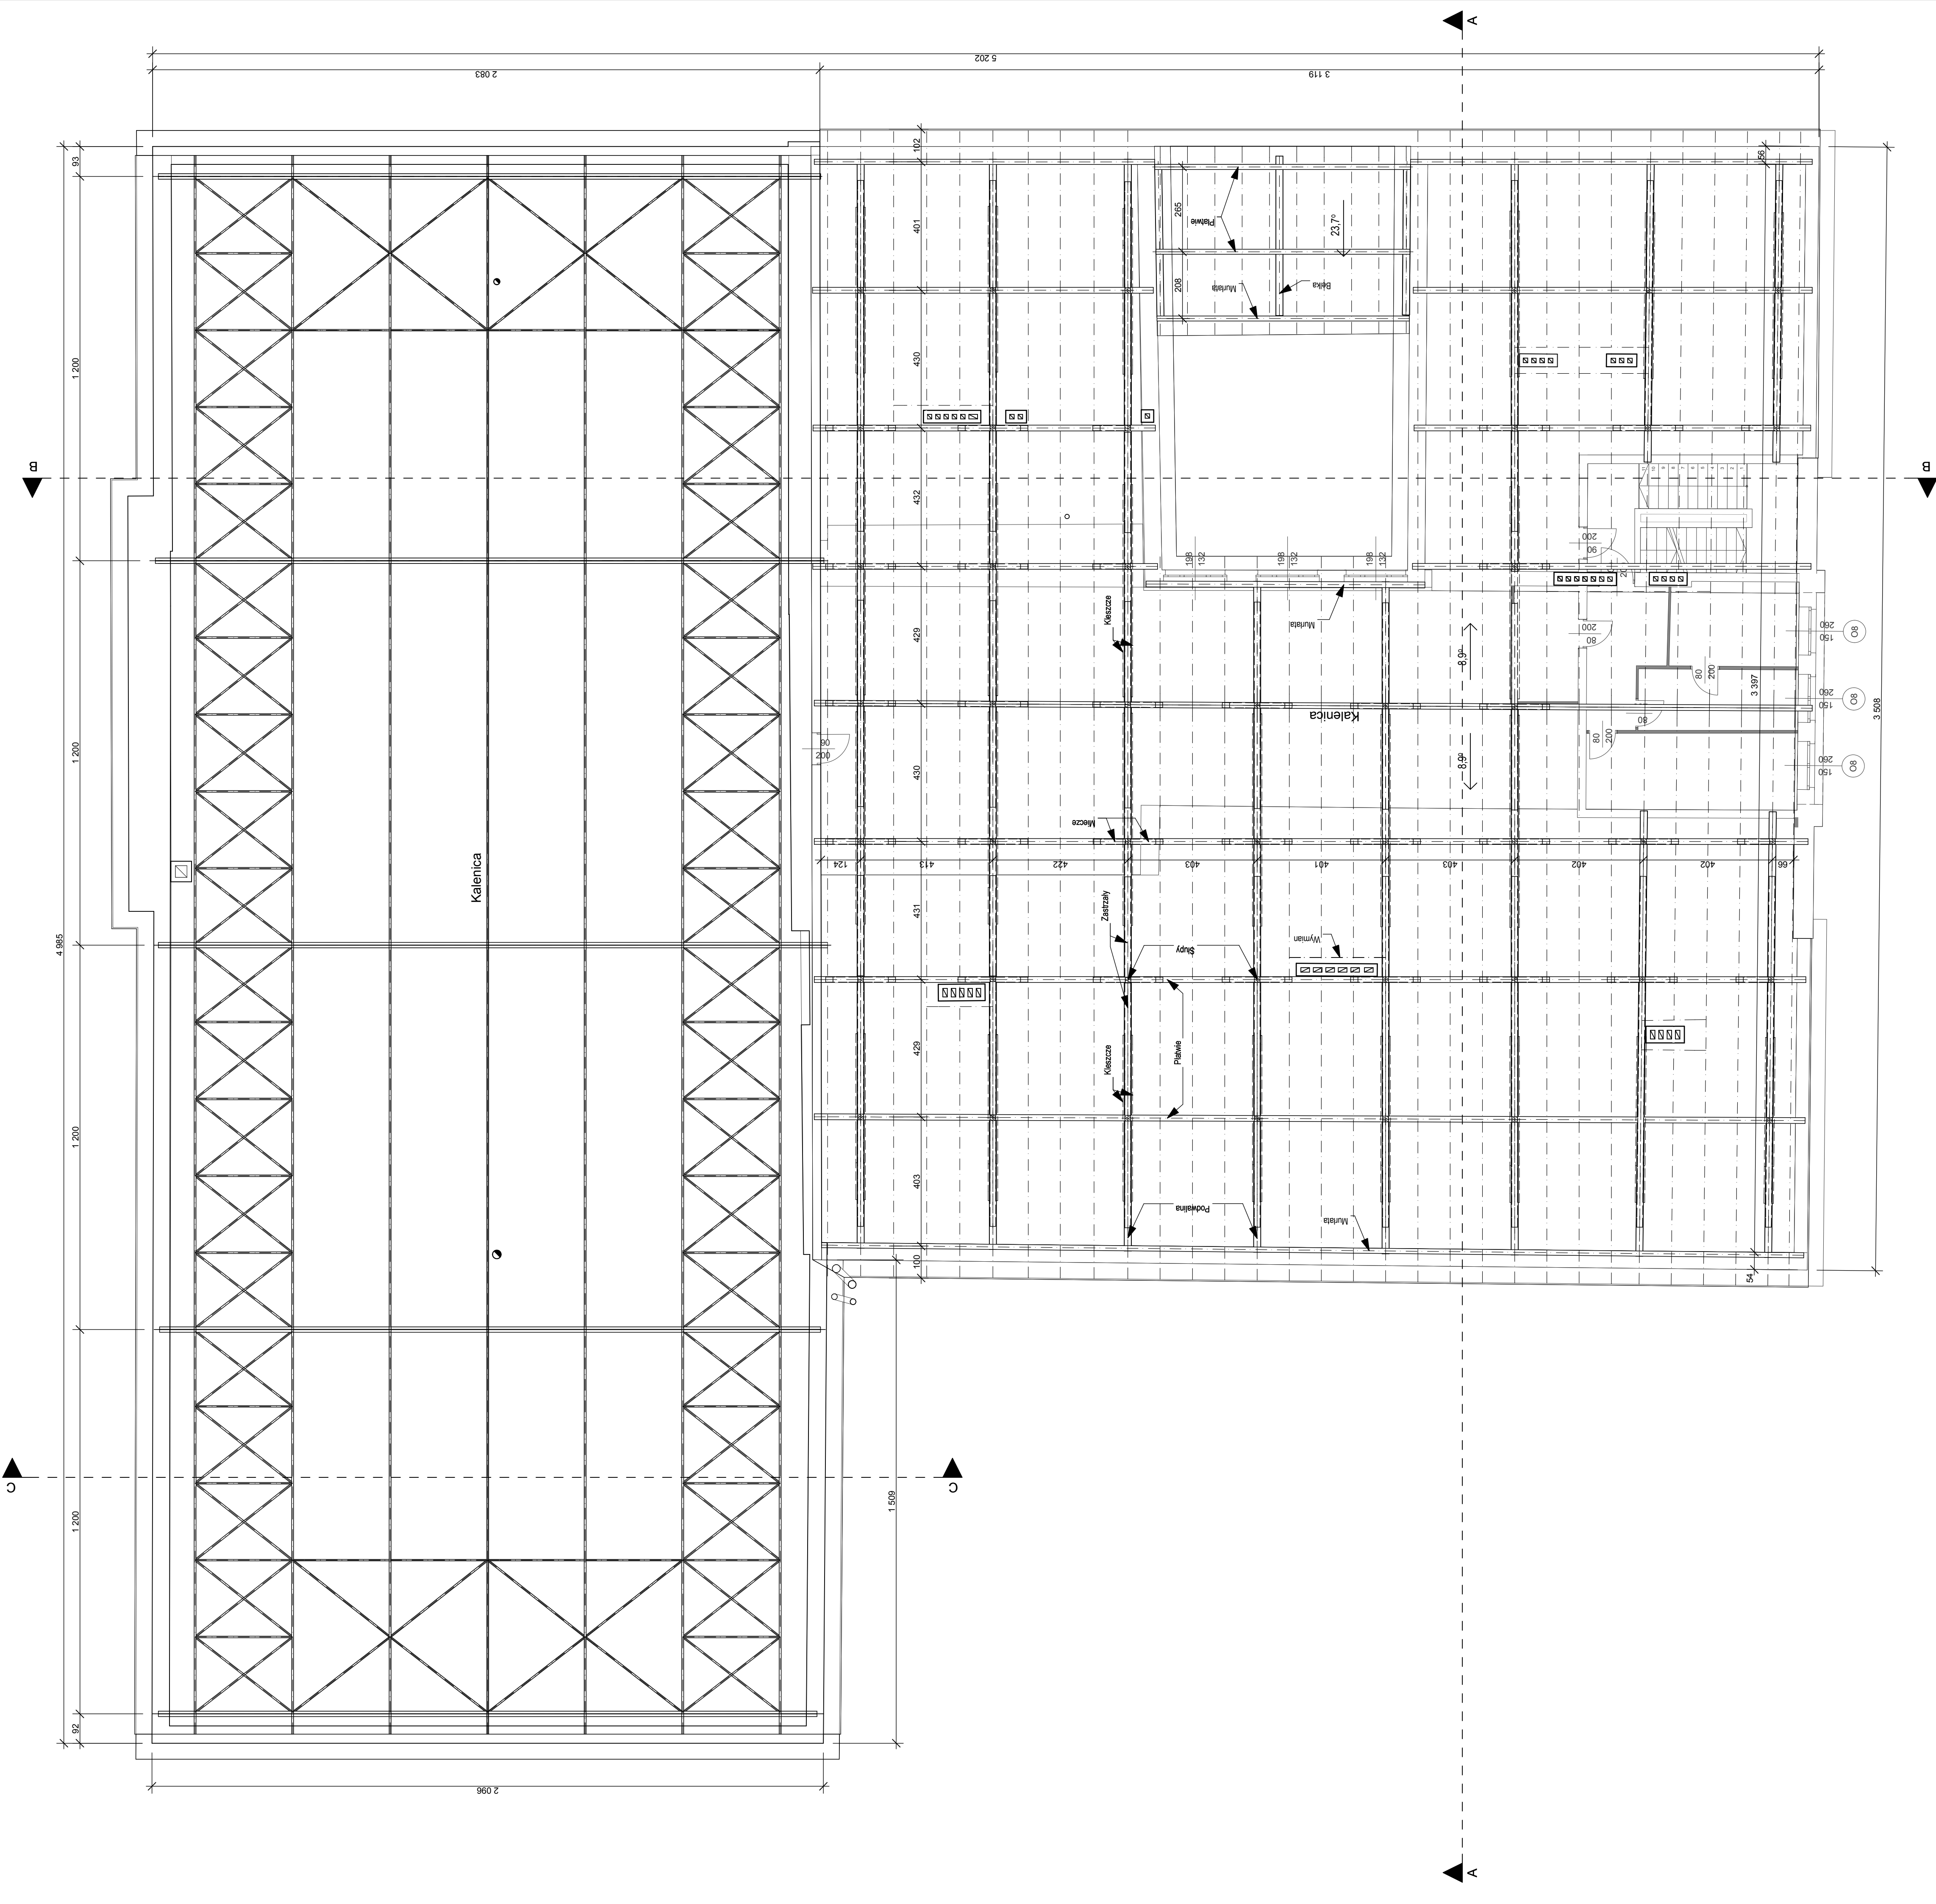 A
5 202
2 083
3 119
93
102
56
401
265
Płatwie
23,7°
208
Murłata
Belka
1 200
430
B
B
432
198
132
198
132
198
132
200
90
Kleszcze
Murłata
429
200
80
260
150
O8
8,9°
80
200
3 397
260
150
O8
3 508
Kalenica
80
90
200
1 200
80
200
8,9°
430
260
150
O8
Miecze
124
413
422
403
401
403
402
402
66
Kalenica
4 985
431
Zastrzały
Słupy
Wymian
429
Kleszcze
Płatwie
1 200
403
Podwalina
Murłata
100
54
C
C
1 509
1 200
92
2 096
A